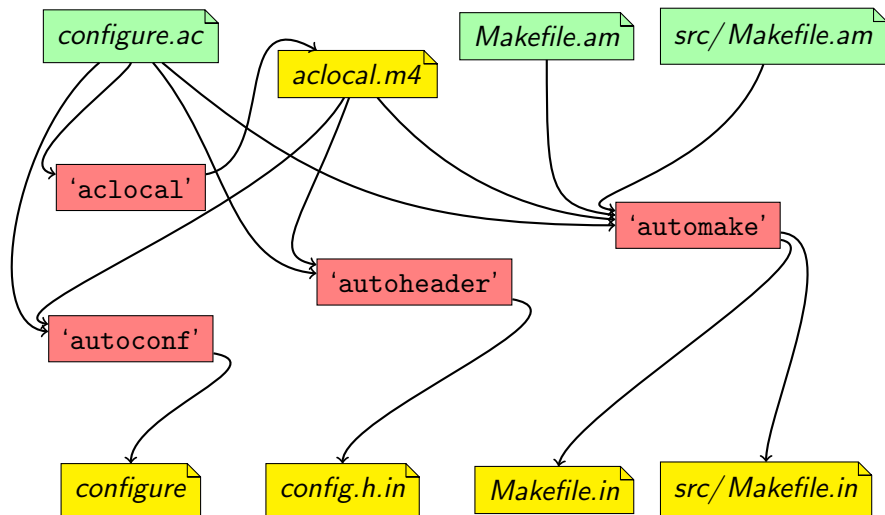 configure.ac
aclocal.m4
Makefile.am
src/Makefile.am
‘aclocal’
‘automake’
‘autoheader’
‘autoconf’
configure
config.h.in
Makefile.in
src/Makefile.in